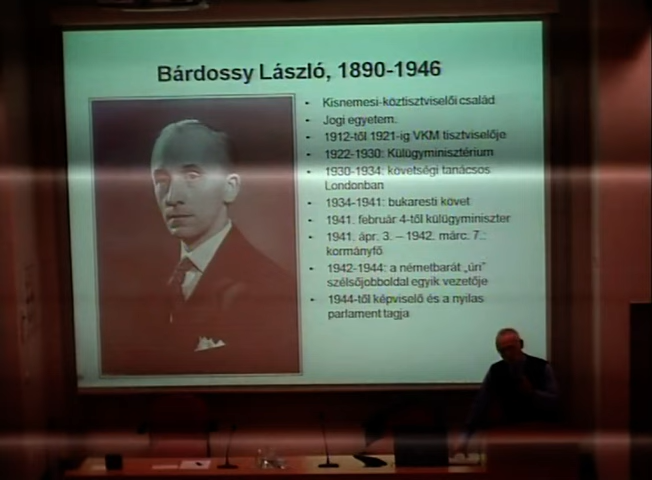 Bárdossy László, 1890-1946
Kisnemesi-köztisztviselői család
Jogi egyetem.
1912-től 1921-ig VKM tisztviselője
1922-1930: Külügyminisztérium
1930-1934: követségi tanácsos
Londonban
1934-1941: bukaresti követ
1941. február 4-től külügyminiszter
1941. ápr. 3. – 1942. márc. 7.:
kormányfő
1942-1944: a németbarát „úri”
szélsőjobboldal egyik vezetője
1944-től képviselő és a nyilas
parlament tagja